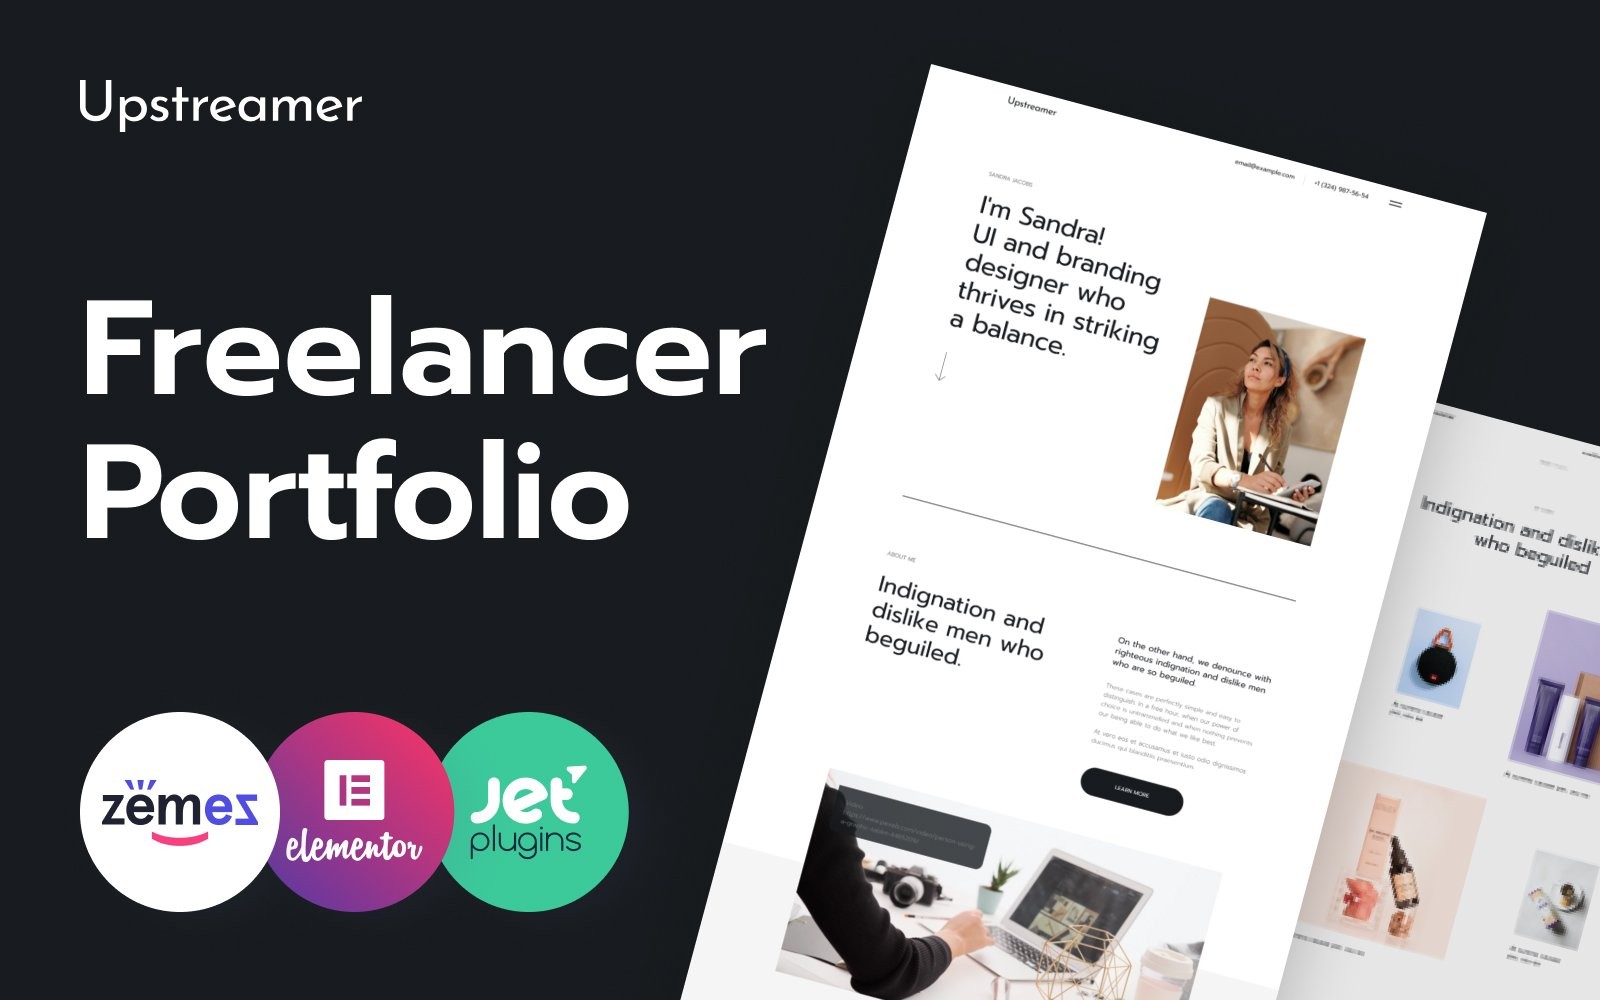 Upstreamer
Freelancer
Portfolio
zemez
elementor
Jet
plugins
Upstreamer
email@example.com
+1 (324) 987-56-54
SANDRA JACOBS
I'm Sandra!
UI and branding
designer who
thrives in striking
a balance.
ABOUT ME
Indignation and
dislike men who
beguiled.
On the other hand, we denounce with
righteous indignation and dislike men
who are so beguiled.
These cases are perfectly simple and easy to
distinguish. In a free hour, when our power of
choice is untrammelled and when nothing prevents
our being able to do what we like best.
At vero eos et accusamus et iusto odio dignissimos
ducimus qui blanditiis praesentium.
LEARN MORE
Indignation and dislik
who beguiled